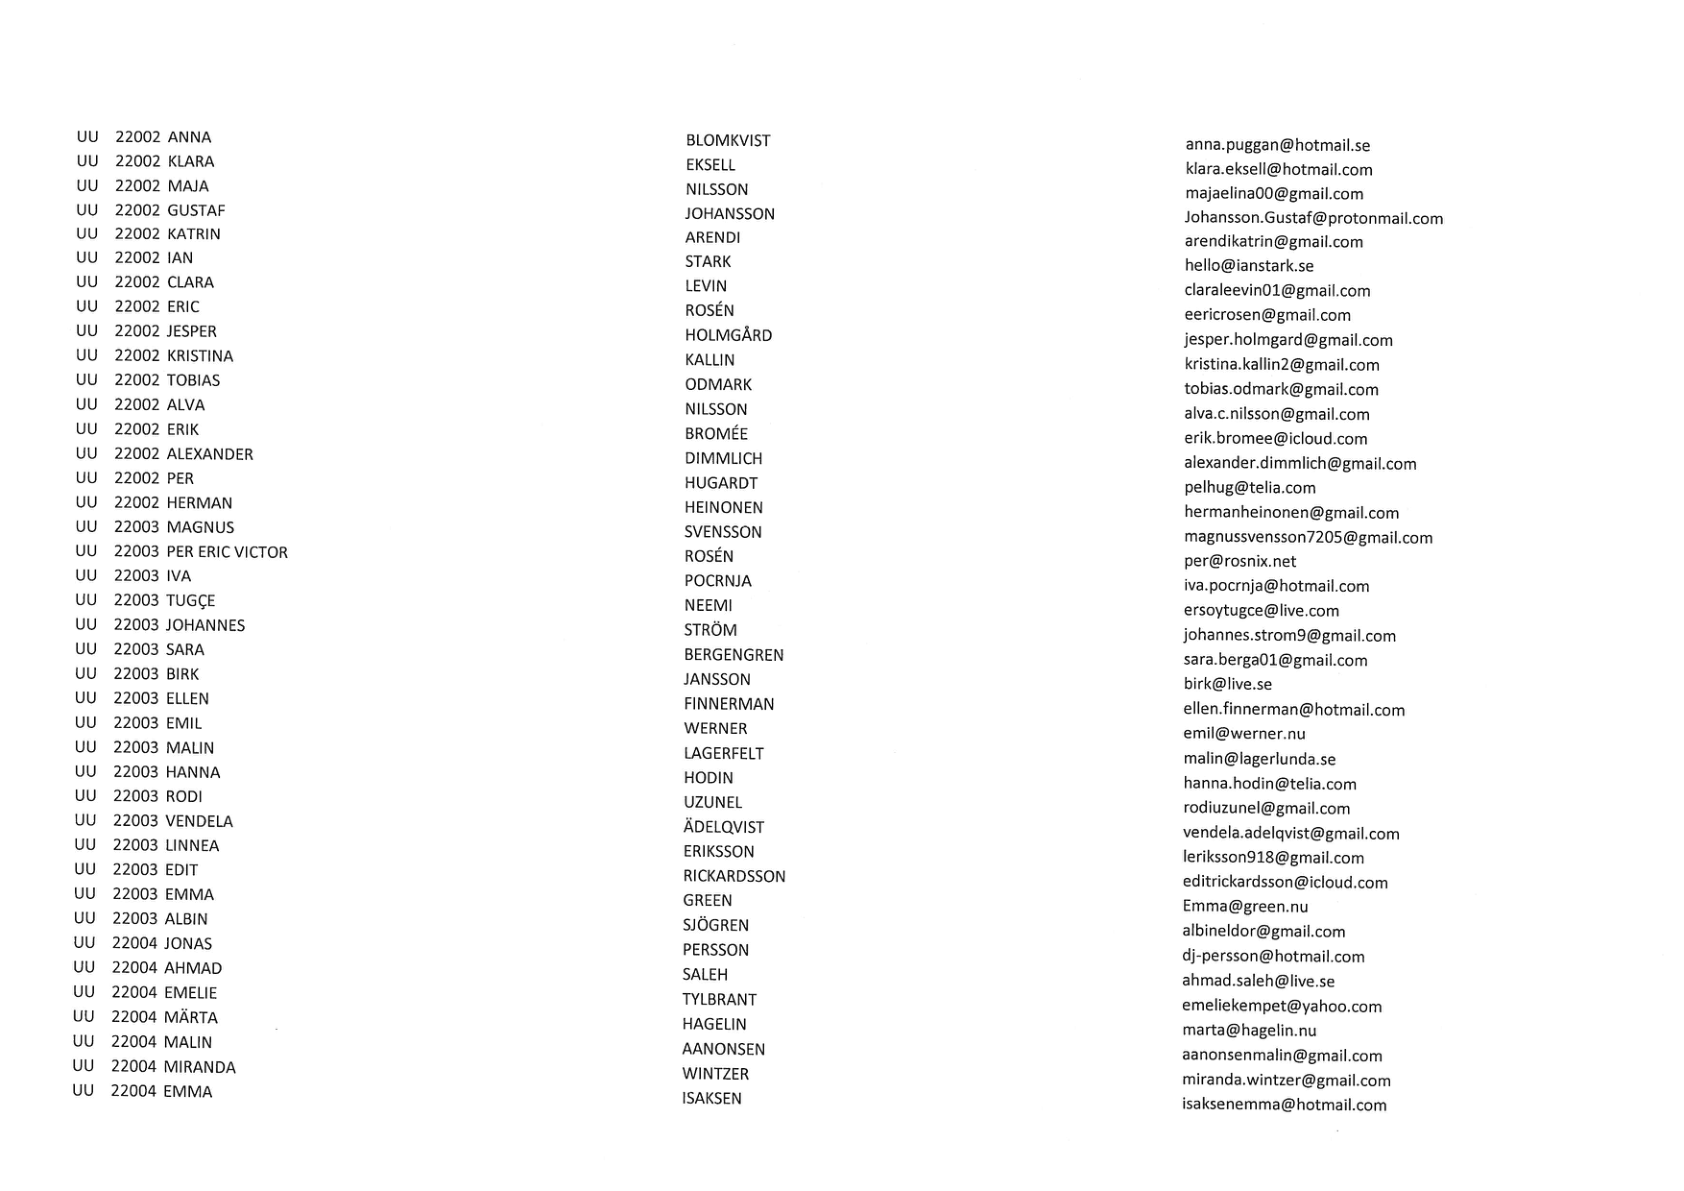 UU 22002 ANNA BLOMKVIST anna.puggan@hotmail.se
UU 22002 KLARA EKSELL klara.eksell@hotmail.com
UU 22002 MAJA NILSSON majaelina00@gmail.com
UU 22002 GUSTAF JOHANSSON Johansson.Gustaf@protonmail.com
UU 22002 KATRIN ARENDI arendikatrin@gmail.com
UU 22002 IAN STARK hello@ianstark.se
UU 22002 CLARA LEVIN claraleevin01@gmail.com
UU 22002 ERIC ROSÉN eericrosen@gmail.com
UU 22002 JESPER HOLMGÅRD jesper.holmgard@gmail.com
UU 22002 KRISTINA KALLIN kristina.kallin2@gmail.com
UU 22002 TOBIAS ODMARK tobias.odmark@gmail.com
UU 22002 ALVA NILSSON alva.c.nilsson@gmail.com
UU 22002 ERIK BROMÉE erik.bromee@icloud.com
UU 22002 ALEXANDER DIMMLICH alexander.dimmlich@gmail.com
UU 22002 PER HUGARDT pelhug@telia.com
UU 22002 HERMAN HEINONEN hermanheinonen@gmail.com
UU 22003 MAGNUS SVENSSON magnussvensson7205@gmail.com
UU 22003 PER ERIC VICTOR ROSÉN per@rosnix.net
UU 22003 IVA POCRNJA iva.pocrnja@hotmail.com
UU 22003 TUGÇE NEEMI ersoytugce@live.com
UU 22003 JOHANNES STRÖM johannes.strom9@gmail.com
UU 22003 SARA BERGENGREN sara.berga01@gmail.com
UU 22003 BIRK JANSSON birk@live.se
UU 22003 ELLEN FINNERMAN ellen.finnerman@hotmail.com
UU 22003 EMIL WERNER emil@werner.nu
UU 22003 MALIN LAGERFELT malin@lagerlunda.se
UU 22003 HANNA HODIN hanna.hodin@telia.com
UU 22003 RODI UZUNEL rodiuzunel@gmail.com
UU 22003 VENDELA ÄDELQVIST vendela.adelqvist@gmail.com
UU 22003 LINNEA ERIKSSON leriksson918@gmail.com
UU 22003 EDIT RICKARDSSON editrickardsson@icloud.com
UU 22003 EMMA GREEN Emma@green.nu
UU 22003 ALBIN SJÖGREN albineldor@gmail.com
UU 22004 JONAS PERSSON dj-persson@hotmail.com
UU 22004 AHMAD SALEH ahmad.saleh@live.se
UU 22004 EMELIE TYLBRANT emeliekempet@yahoo.com
UU 22004 MÄRTA HAGELIN marta@hagelin.nu
UU 22004 MALIN AANONSEN aanonsenmalin@gmail.com
UU 22004 MIRANDA WINTZER miranda.wintzer@gmail.com
UU 22004 EMMA ISAKSEN isaksenemma@hotmail.com